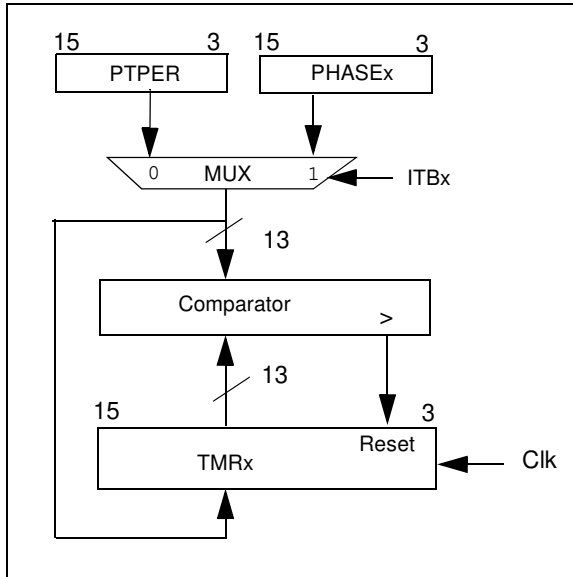 15 3 15 3
PTPER PHASEx
0 MUX 1 ITBx
13
Comparator
>
13
15 3
Reset
TMRx Clk